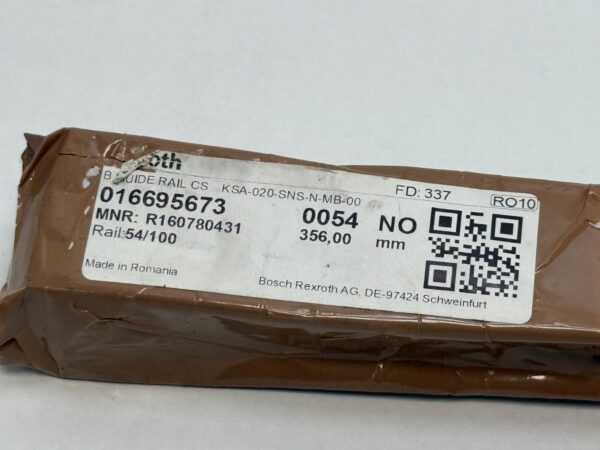 roth
B GUIDE RAIL CS KSA-020-SNS-N-MB-00 FD: 337 RO10
016695673 0054 NO
MNR: R160780431 356,00 mm
Rail:54/100
Made in Romania
Bosch Rexroth AG, DE-97424 Schweinfurt